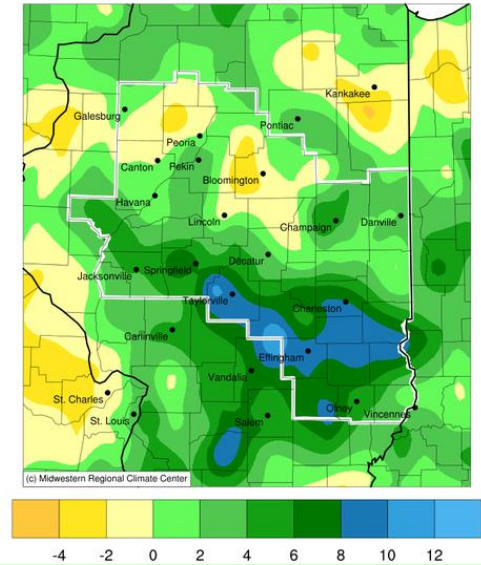 Kankakee
Galesburg
Pontiac
Peoria
Canton
Pekin
Bloomington
Havana
Lincoln
Champaign
Danville
Decatur
Jacksonville
Springfield
Taylorville
Charleston
Carlinville
Effingham
Vandalia
St. Charles
Olney
Vincennes
St. Louis
Salem
(c) Midwestern Regional Climate Center
-4 -2 0 2 4 6 8 10 12